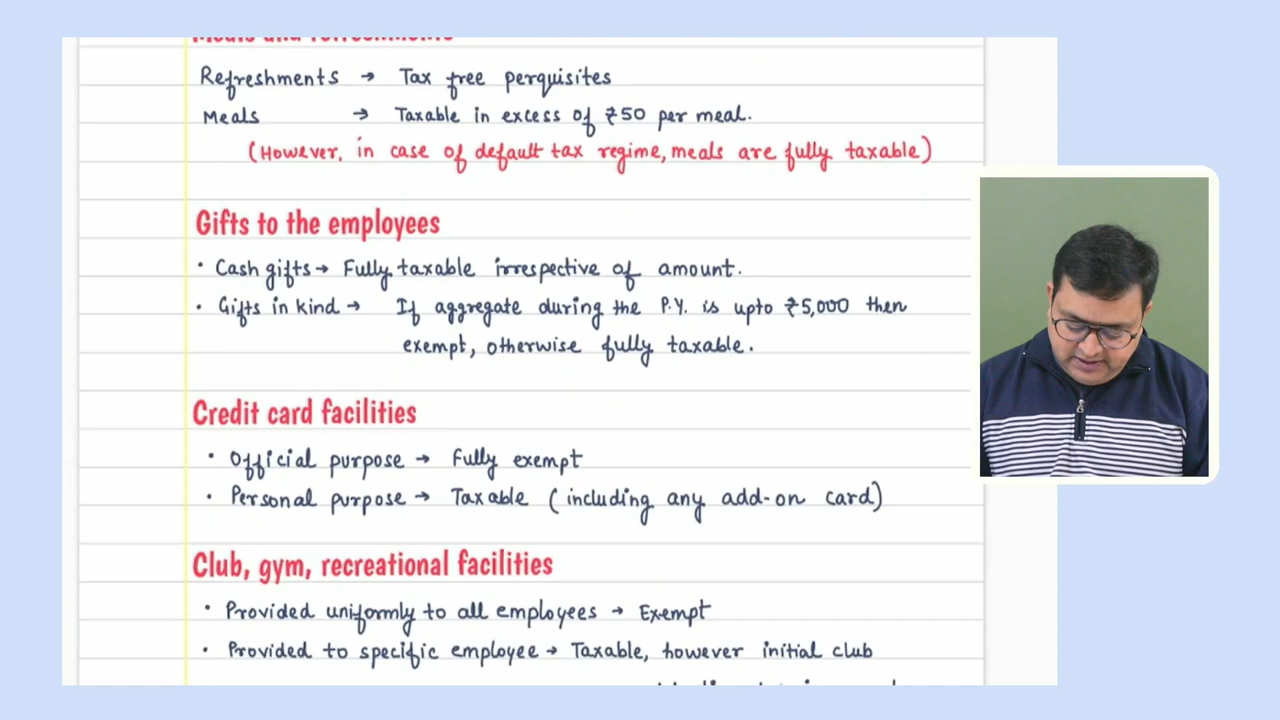 Meals and refreshments
Refreshments → Tax free perquisites
Meals → Taxable in excess of ₹50 per meal.
(However, in case of default tax regime, meals are fully taxable)
Gifts to the employees
• Cash gifts → Fully taxable irrespective of amount.
• Gifts in kind → If aggregate during the P.Y. is upto ₹5,000 then
exempt, otherwise fully taxable.
Credit card facilities
• Official purpose → Fully exempt
• Personal purpose → Taxable (including any add-on card)
Club, gym, recreational facilities
• Provided uniformly to all employees → Exempt
• Provided to specific employee → Taxable, however initial club